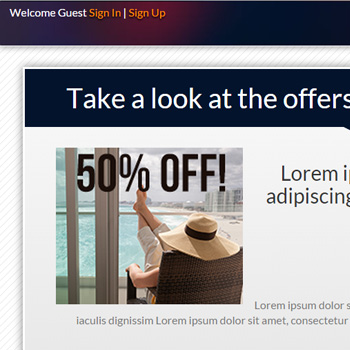 Welcome Guest Sign In | Sign Up
Take a look at the offers
50% OFF!
Lorem
adipiscing
Lorem ipsum dolor
iaculis dignissim Lorem ipsum dolor sit amet, consectetur